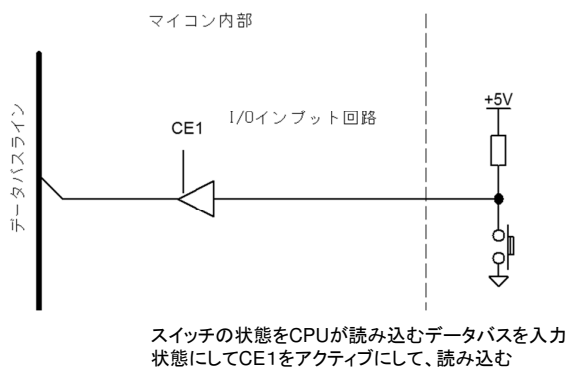 マイコン内部
+5V
I/Oインプット回路
CE1
データバスライン
スイッチの状態をCPUが読み込むデータバスを入力
状態にしてCE1をアクティブにして、読み込む